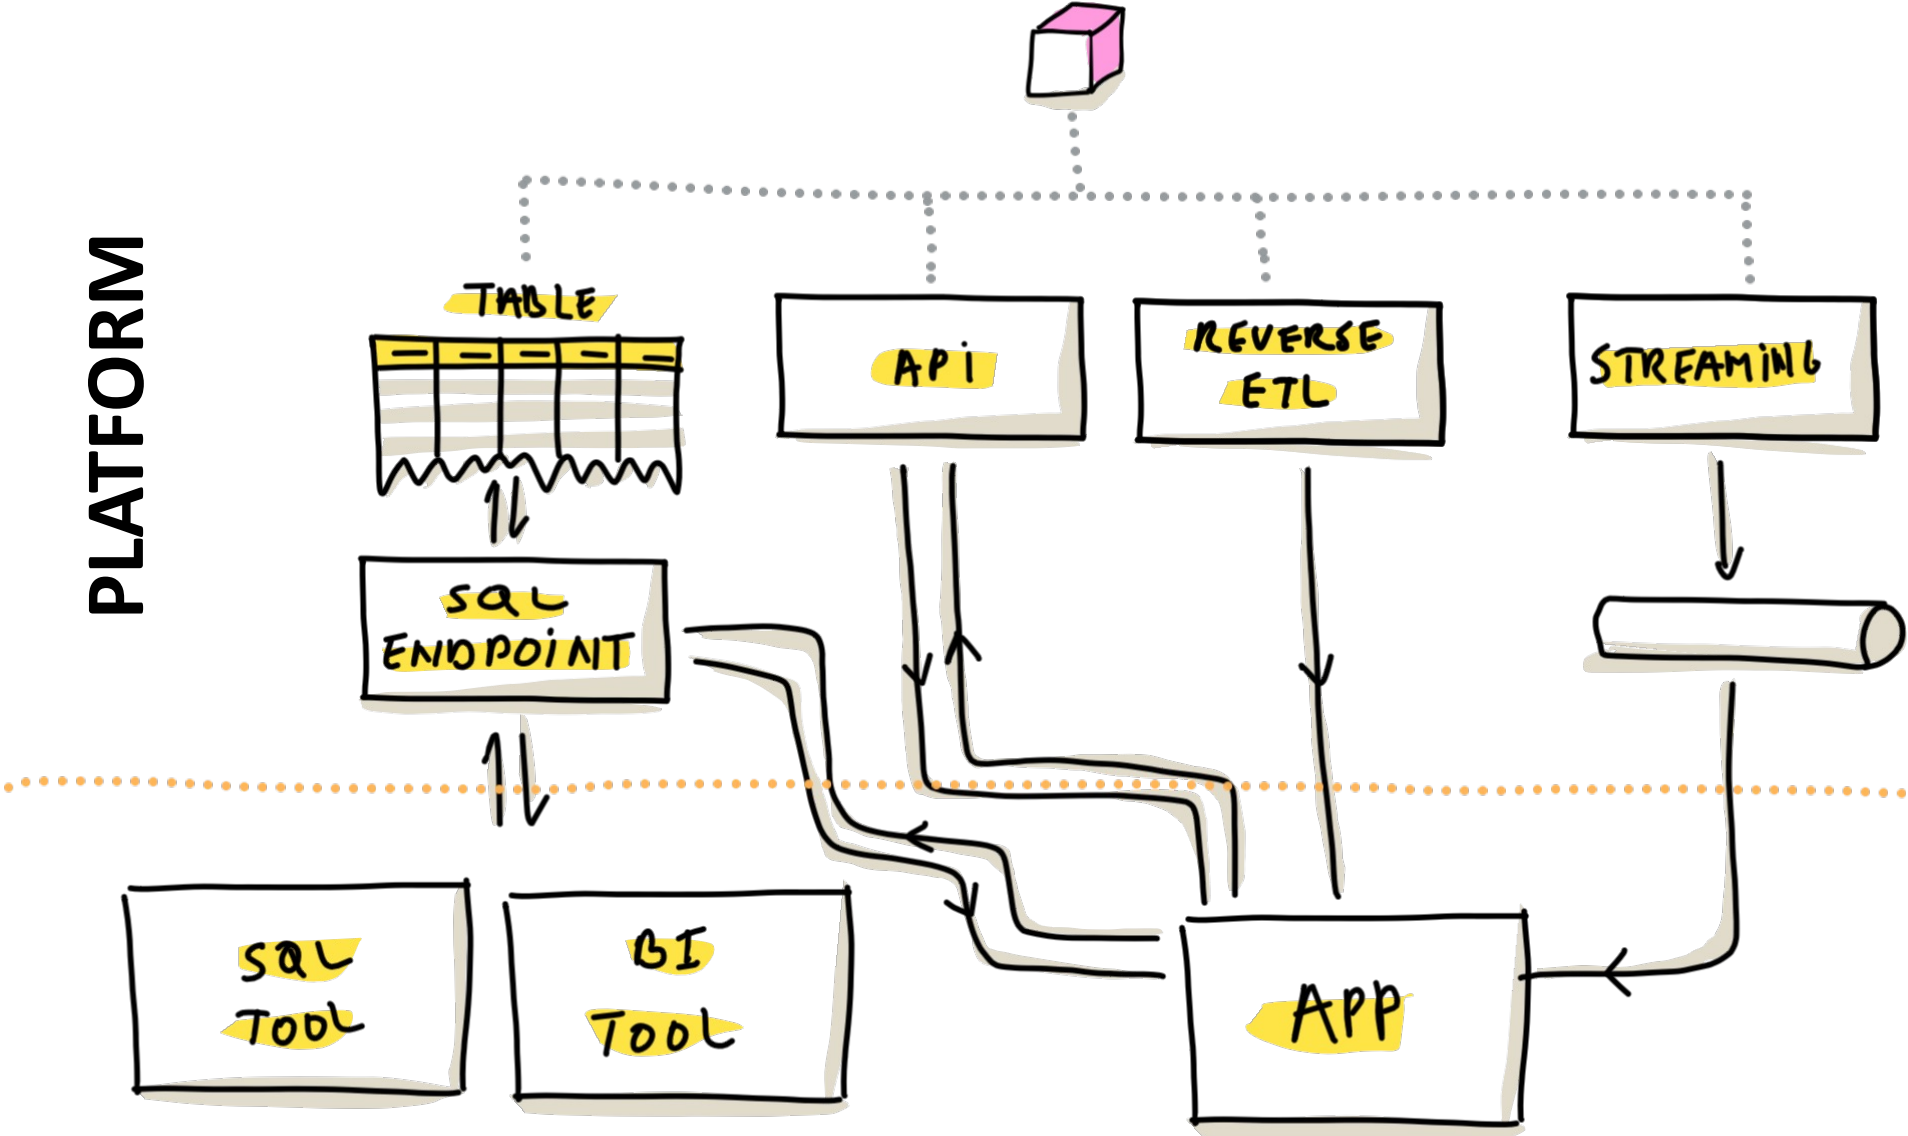 PLATFORM
TABLE
API
REVERSE
ETL
STREAMING
SQL
ENDPOINT
SQL
TOOL
BI
TOOL
APP